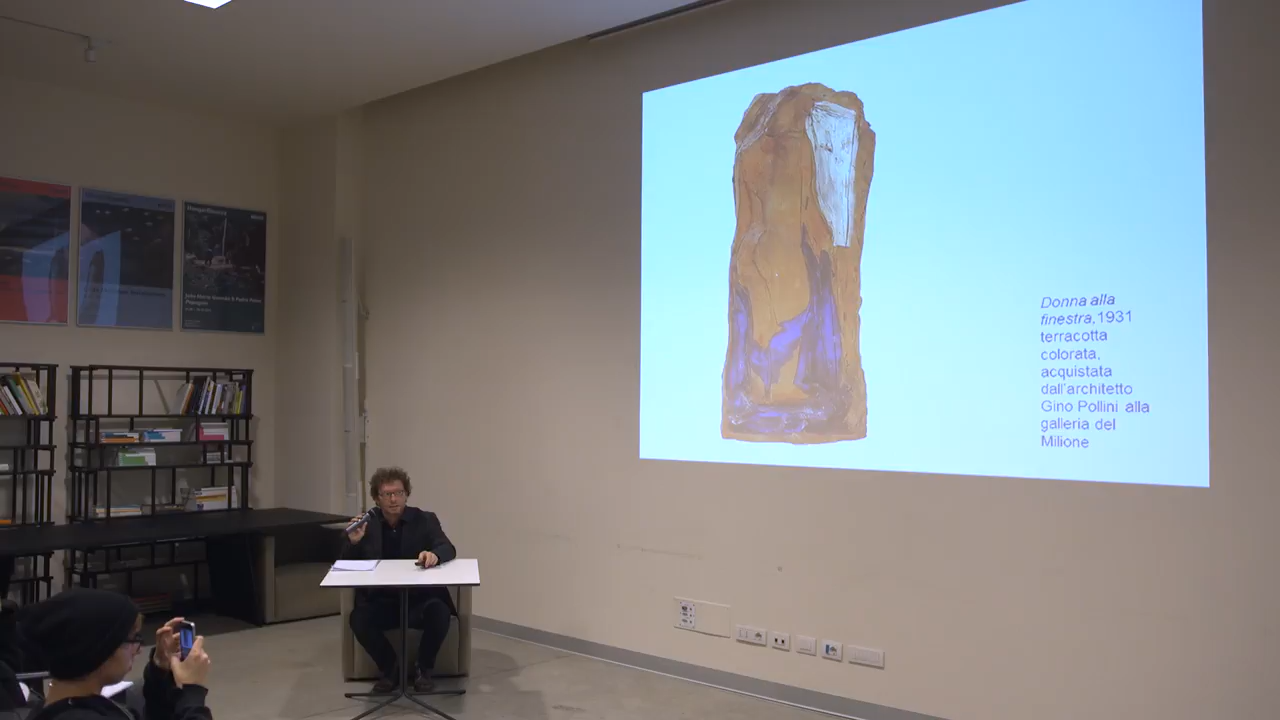 Donna alla
finestra,1931
terracotta
colorata,
acquistata
dall'architetto
Gino Pollini alla
galleria del
Milione